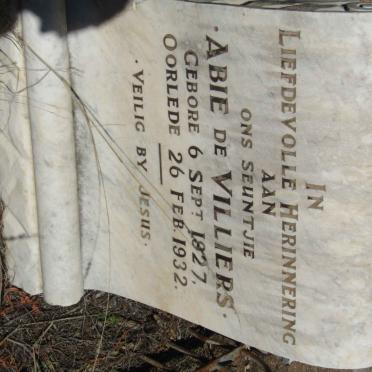 IN
LIEFDEVOLLE HERINNERING
AAN
ONS SEUNTJIE
·ABIE DE VILLIERS·
GEBORE 6 SEPT 1827,
OORLEDE 26 FEB. 1932.
· VEILIG BY JESUS·